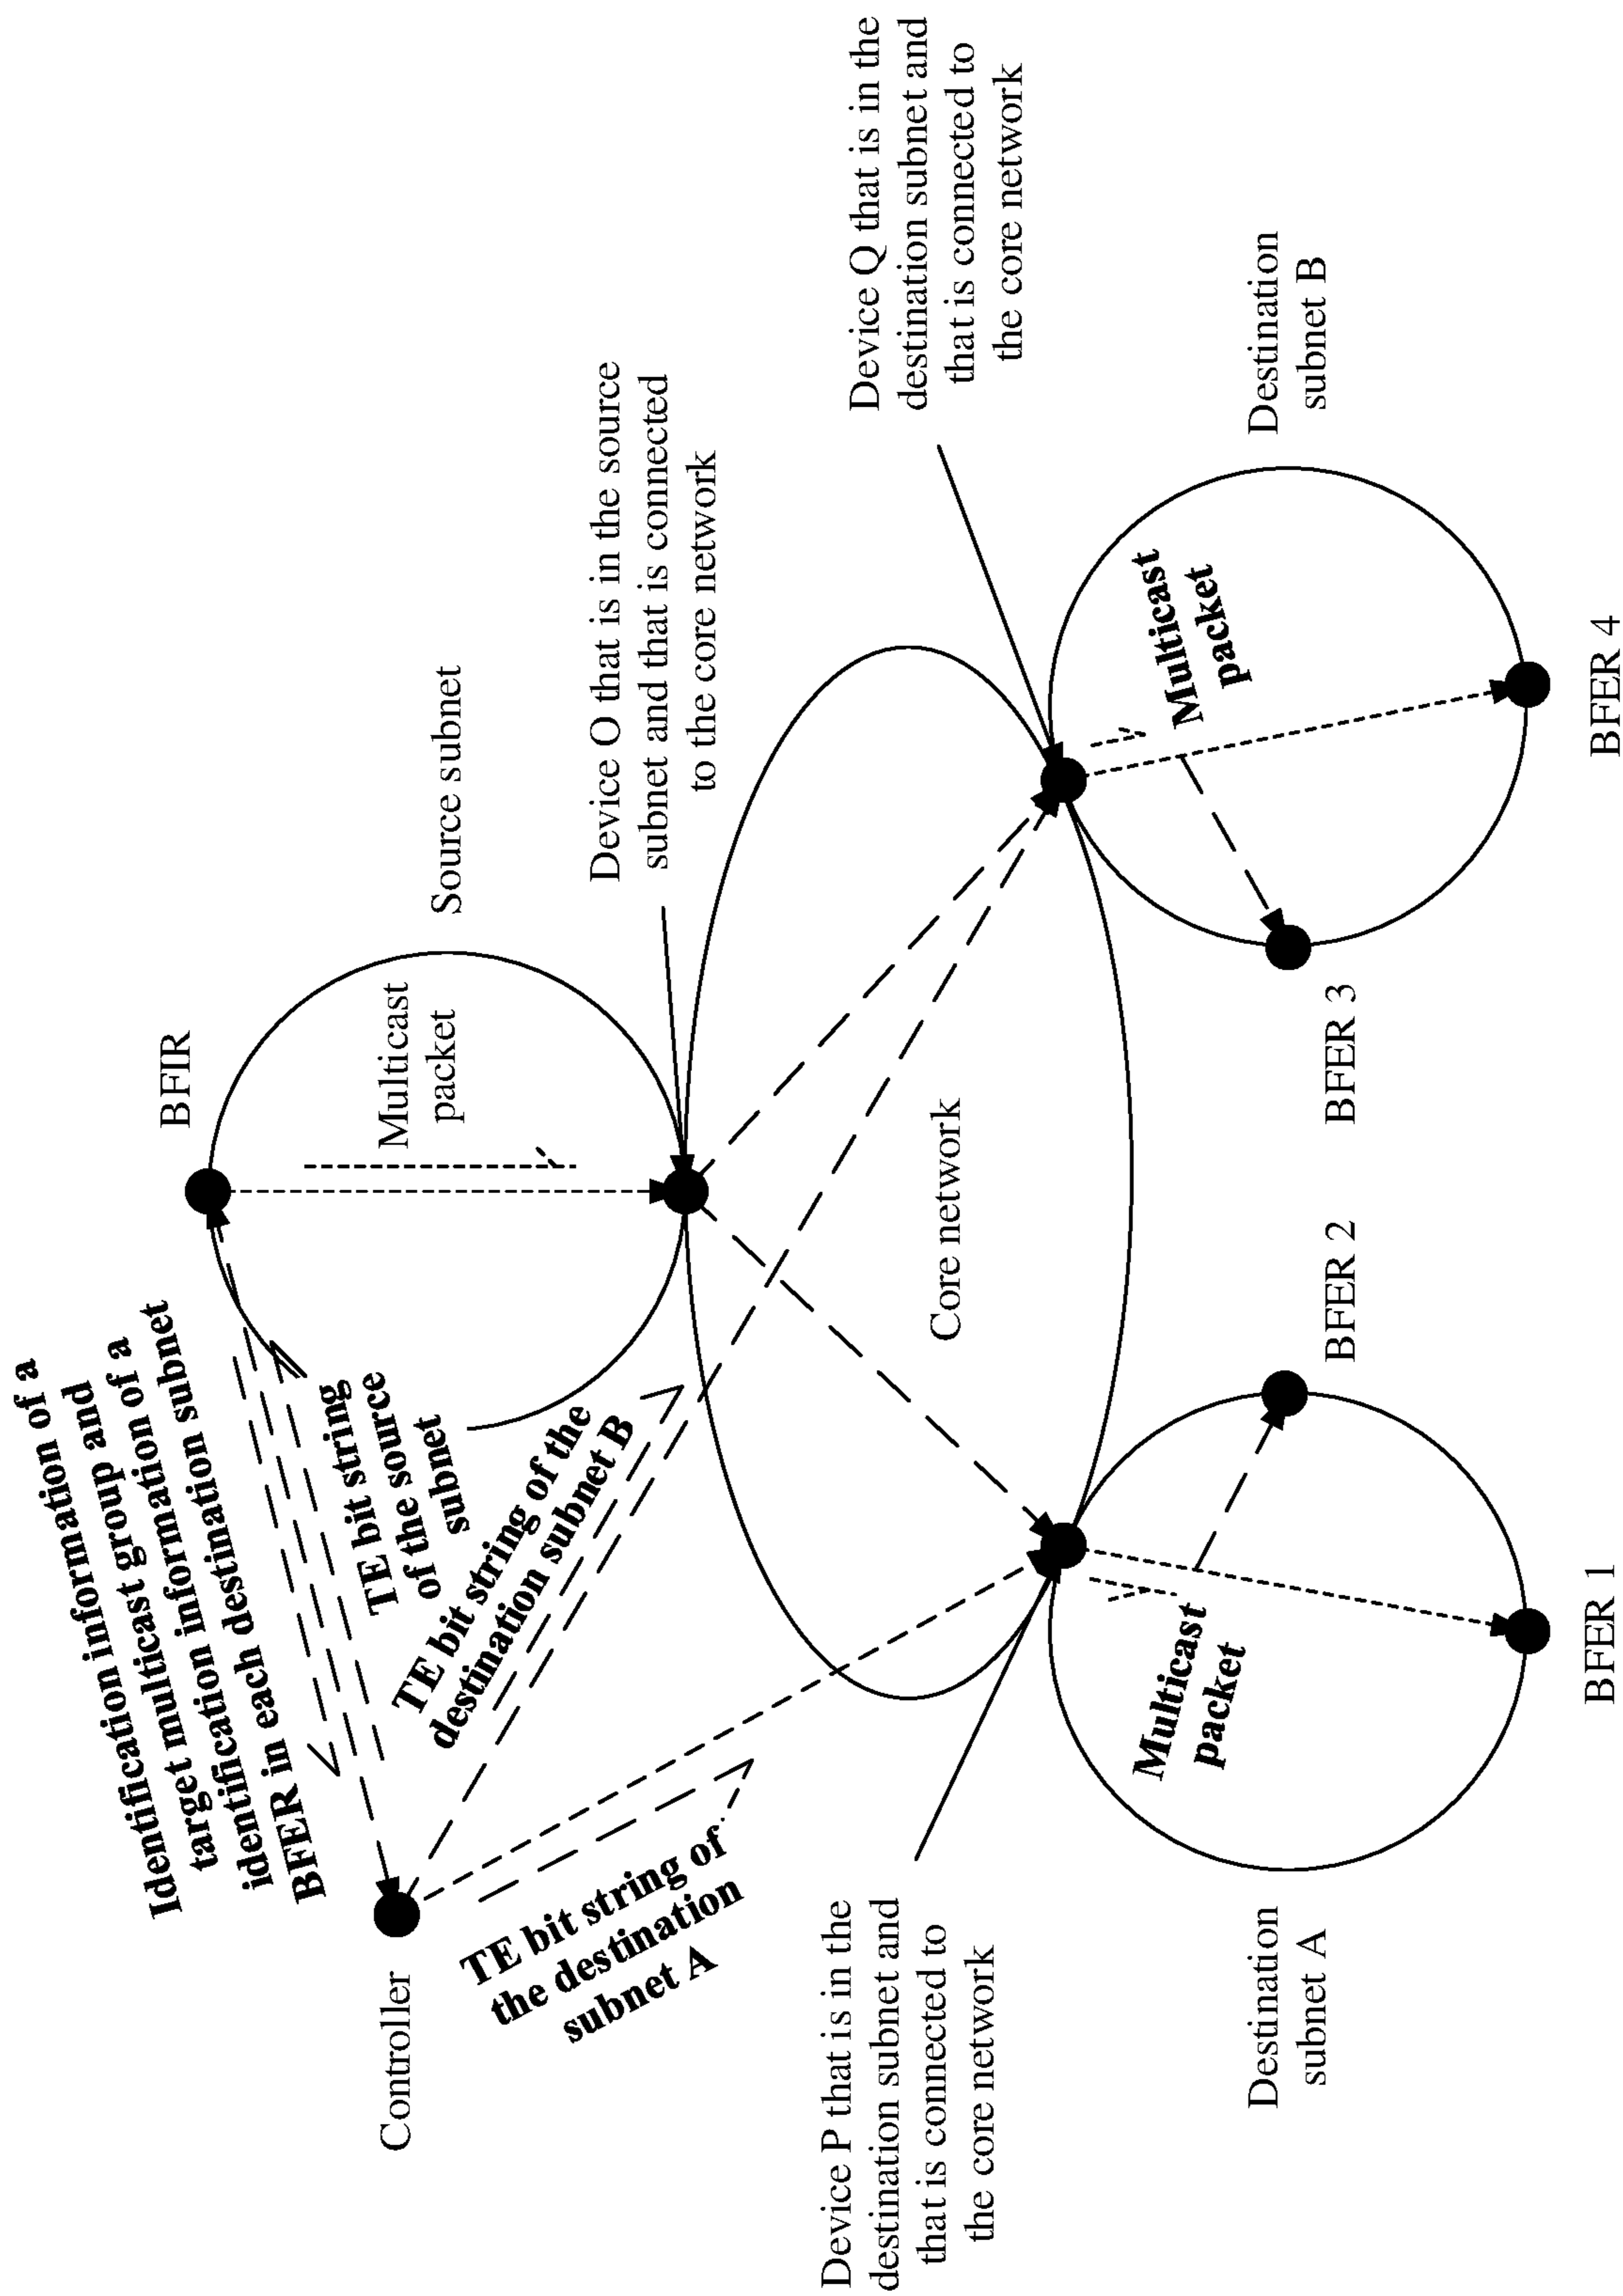 Identification information of a
target multicast group and
identification information of a
target information subnet
BFER in each destination subnet
BFIR
Controller
TE bit string
of the source
subnet
Multicast
packet
Source subnet
TE bit string of the
destination subnet B
TE bit string of
the destination
subnet A
Device O that is in the source
subnet and that is connected
to the core network
Device P that is in the
destination subnet and
that is connected to
the core network
Core network
Device Q that is in the
destination subnet and
that is connected to
the core network
Multicast
packet
Multicast
packet
Destination
subnet A
BFER 1
BFER 2
BFER 3
BFER 4
Destination
subnet B